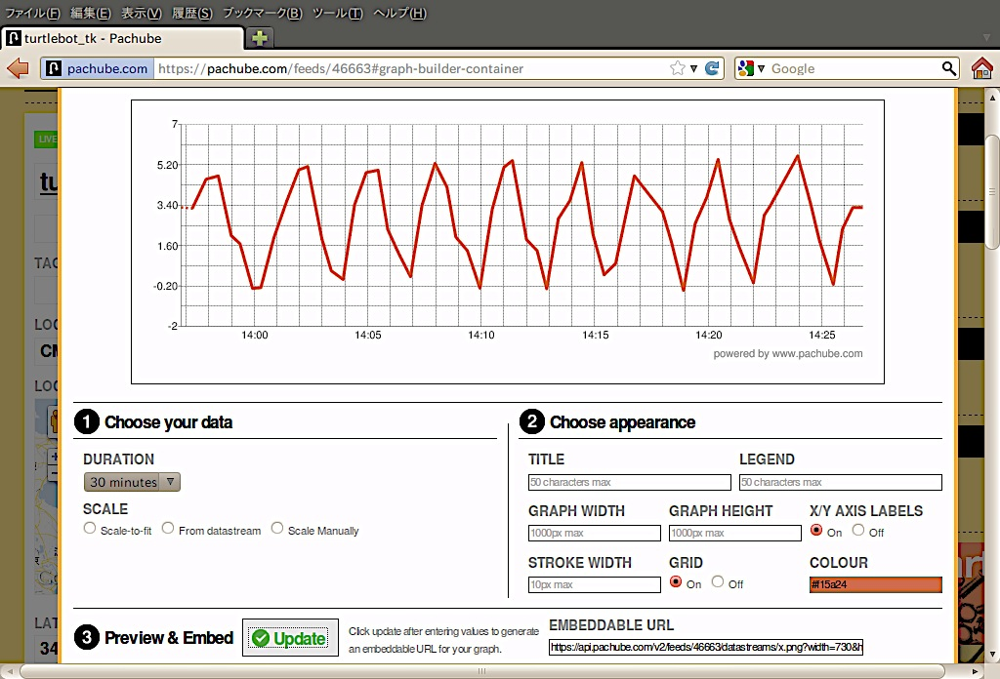 ファイル(F) 編集(E) 表示(V) 履歴(S) ブックマーク(B) ツール(T) ヘルプ(H)
turtlebot_tk - Pachube
pachube.com https://pachube.com/feeds/46663#graph-builder-container Google
LIVE
tu
TAG
LOC
CM
LOC
LAT
34
7
5.20
3.40
1.60
-0.20
-2
14:00 14:05 14:10 14:15 14:20 14:25
powered by www.pachube.com
1 Choose your data
DURATION
30 minutes
SCALE
Scale-to-fit From datastream Scale Manually
2 Choose appearance
TITLE LEGEND
50 characters max 50 characters max
GRAPH WIDTH GRAPH HEIGHT X/Y AXIS LABELS
1000px max 1000px max On Off
STROKE WIDTH GRID COLOUR
10px max On Off #f15a24
3 Preview & Embed Update
Click update after entering values to generate
an embeddable URL for your graph.
EMBEDDABLE URL
https://api.pachube.com/v2/feeds/46663/datastreams/x.png?width=730&h